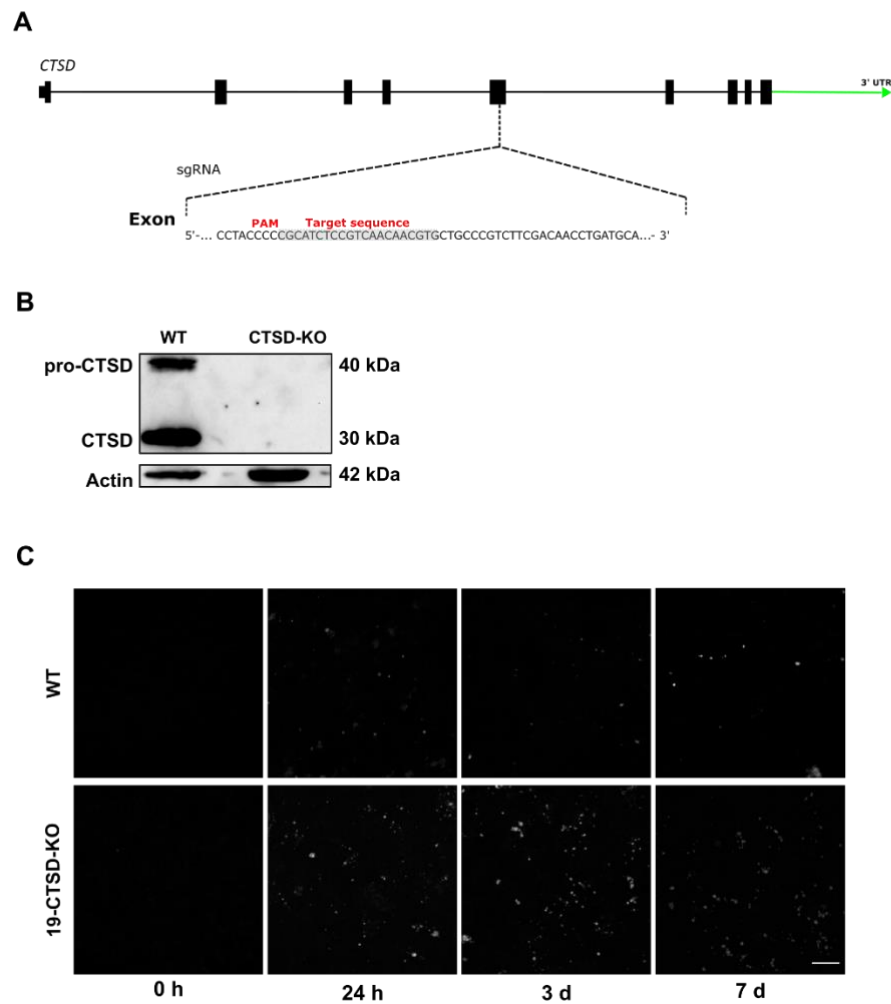 A
CTSD
3' UTR
sgRNA
PAM Target sequence
Exon
5'-... CCTACCCCCGCATCTCCGTCAACAACGTGCTGCCCGTCTTCGACAACCTGATGCA...- 3'
B
WT CTSD-KO
pro-CTSD 40 kDa
CTSD 30 kDa
Actin 42 kDa
C
WT
19-CTSD-KO
0 h 24 h 3 d 7 d